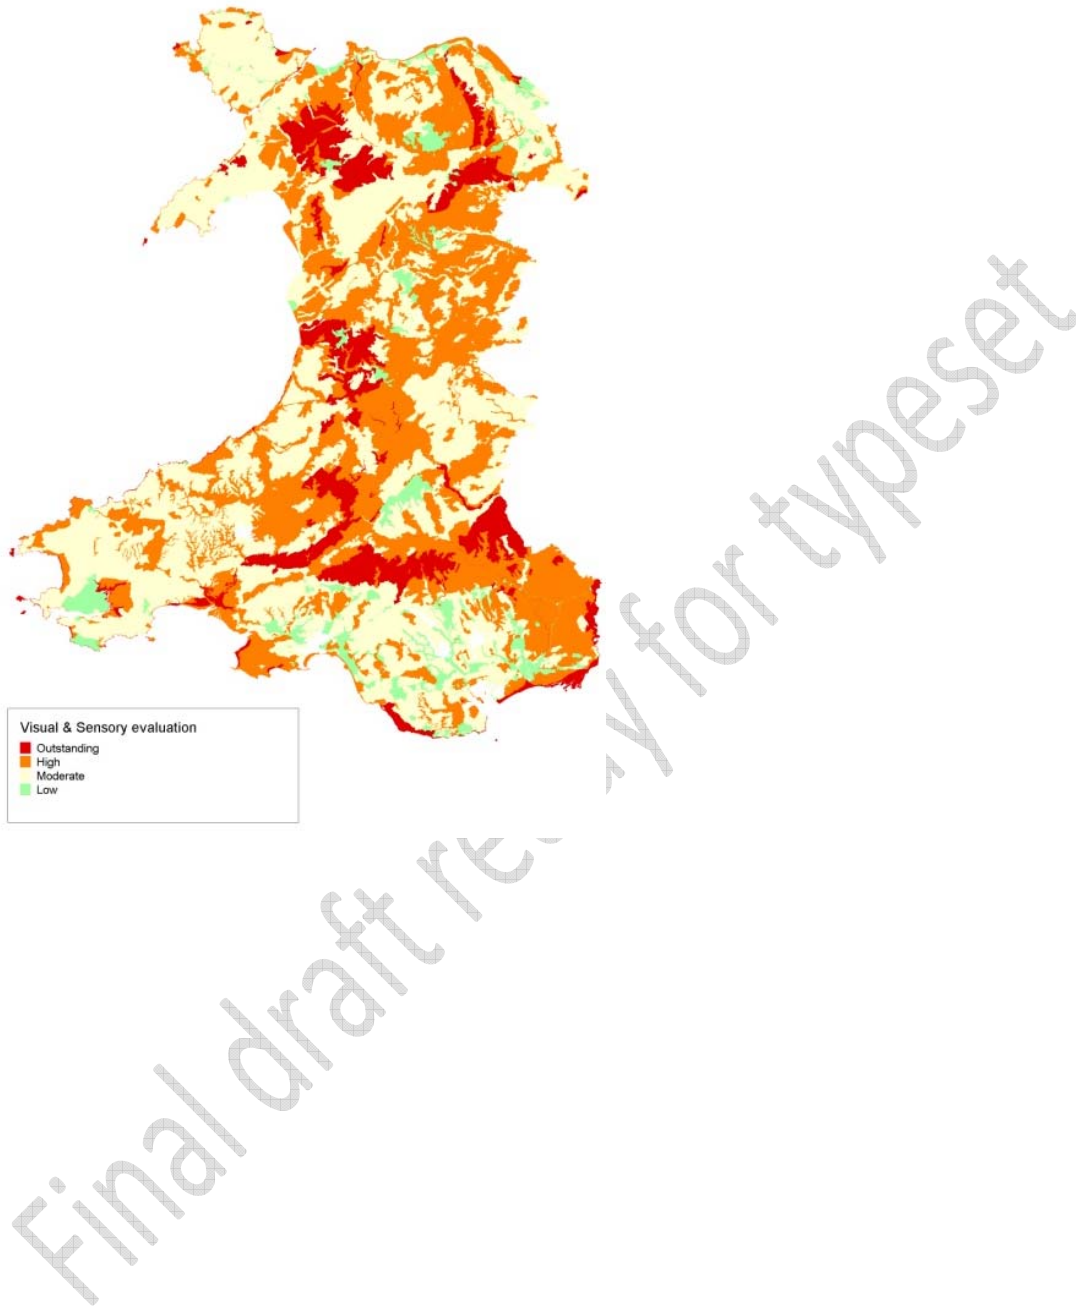 Visual & Sensory evaluation
Outstanding
High
Moderate
Low
Final draft ready for typeset